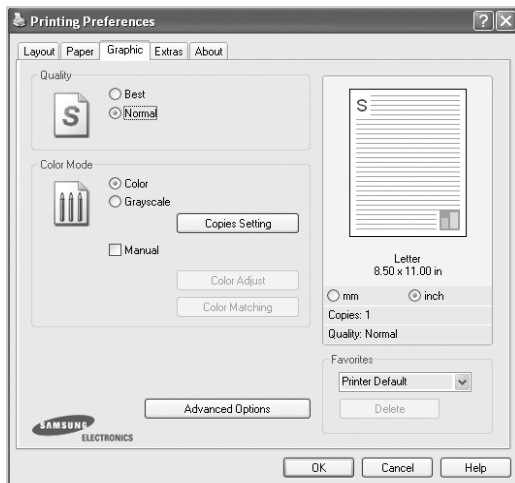 Printing Preferences
Layout Paper Graphic Extras About
Quality
Best
Normal
S
Color Mode
Color
Grayscale
Copies Setting
Manual
Color Adjust
Color Matching
Advanced Options
SAMSUNG
ELECTRONICS
S
Letter
8.50 x 11.00 in
mm inch
Copies: 1
Quality: Normal
Favorites
Printer Default
Delete
OK Cancel Help